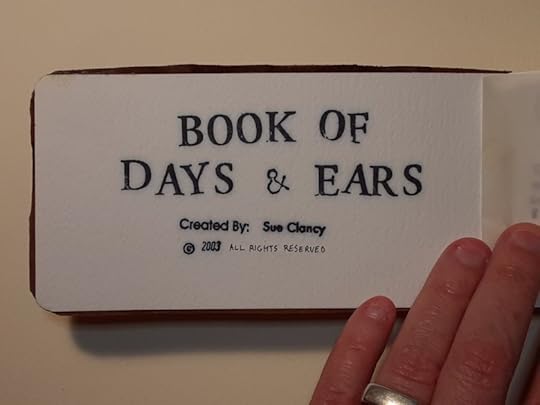 BOOK OF
DAYS & EARS
Created By: Sue Clancy
© 2003 ALL RIGHTS RESERVED